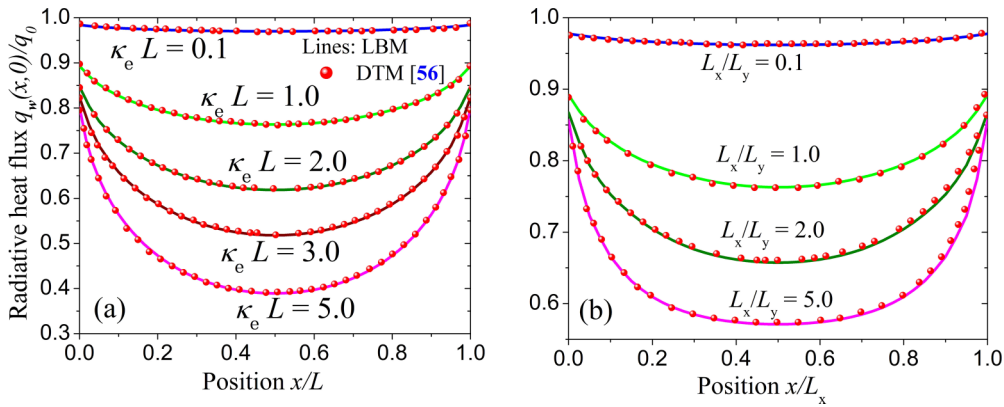 Radiative heat flux q_w(x,0)/q_0
1.0
0.9
0.8
0.7
0.6
0.5
0.4
0.3
κ_e L = 0.1
Lines: LBM
DTM [56]
κ_e L = 1.0
κ_e L = 2.0
κ_e L = 3.0
κ_e L = 5.0
(a)
0.0 0.2 0.4 0.6 0.8 1.0
Position x/L
1.0
0.9
0.8
0.7
0.6
L_x/L_y = 0.1
L_x/L_y = 1.0
L_x/L_y = 2.0
L_x/L_y = 5.0
(b)
0.0 0.2 0.4 0.6 0.8 1.0
Position x/L_x